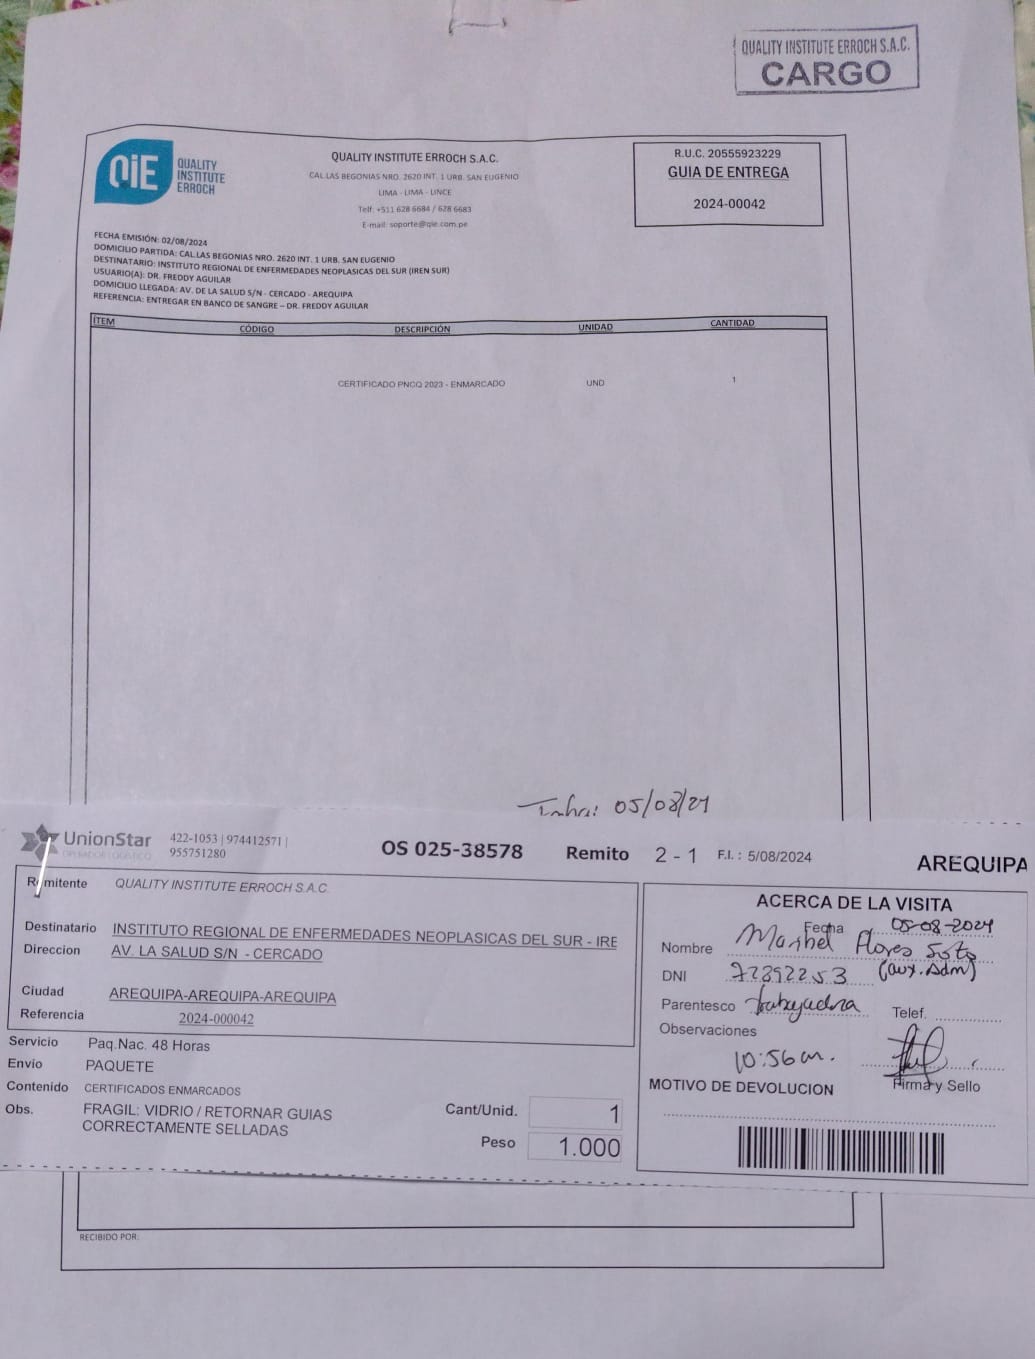 QUALITY INSTITUTE ERROCH S.A.C.
CARGO
QiE
QUALITY
INSTITUTE
ERROCH
QUALITY INSTITUTE ERROCH S.A.C.
CAL.LAS BEGONIAS NRO. 2620 INT. 1 URB. SAN EUGENIO
LIMA - LIMA - LINCE
Telf: +511 628 6684 / 628 6683
E-mail: soporte@qie.com.pe
R.U.C. 20555923229
GUIA DE ENTREGA
2024-00042
FECHA EMISIÓN: 02/08/2024
DOMICILIO PARTIDA: CAL.LAS BEGONIAS NRO. 2620 INT. 1 URB. SAN EUGENIO
DESTINATARIO: INSTITUTO REGIONAL DE ENFERMEDADES NEOPLASICAS DEL SUR (IREN SUR)
USUARIO(A): DR. FREDDY AGUILAR
DOMICILIO LLEGADA: AV. DE LA SALUD S/N - CERCADO - AREQUIPA
REFERENCIA: ENTREGAR EN BANCO DE SANGRE – DR. FREDDY AGUILAR
ITEM CÓDIGO DESCRIPCIÓN UNIDAD CANTIDAD
CERTIFICADO PNCQ 2023 - ENMARCADO UND 1
05/08/21
UnionStar
OPERADOR LOGISTICO
422-1053 | 974412571 |
955751280
OS 025-38578 Remito 2 - 1 F.I. : 5/08/2024 AREQUIPA
Remitente QUALITY INSTITUTE ERROCH S.A.C.
Destinatario INSTITUTO REGIONAL DE ENFERMEDADES NEOPLASICAS DEL SUR - IRE
Direccion AV. LA SALUD S/N - CERCADO
Ciudad AREQUIPA-AREQUIPA-AREQUIPA
Referencia 2024-000042
Servicio Paq.Nac. 48 Horas
Envio PAQUETE
Contenido CERTIFICADOS ENMARCADOS
Obs. FRAGIL: VIDRIO / RETORNAR GUIAS
CORRECTAMENTE SELLADAS
Cant/Unid. 1
Peso 1.000
ACERCA DE LA VISITA
Fecha 05-08-2024
Nombre Maribel Flores Soto
DNI 72892253 (aux. Adm)
Parentesco trabajadora Telef.
Observaciones
10:56 am.
Firma y Sello
MOTIVO DE DEVOLUCION
RECIBIDO POR: